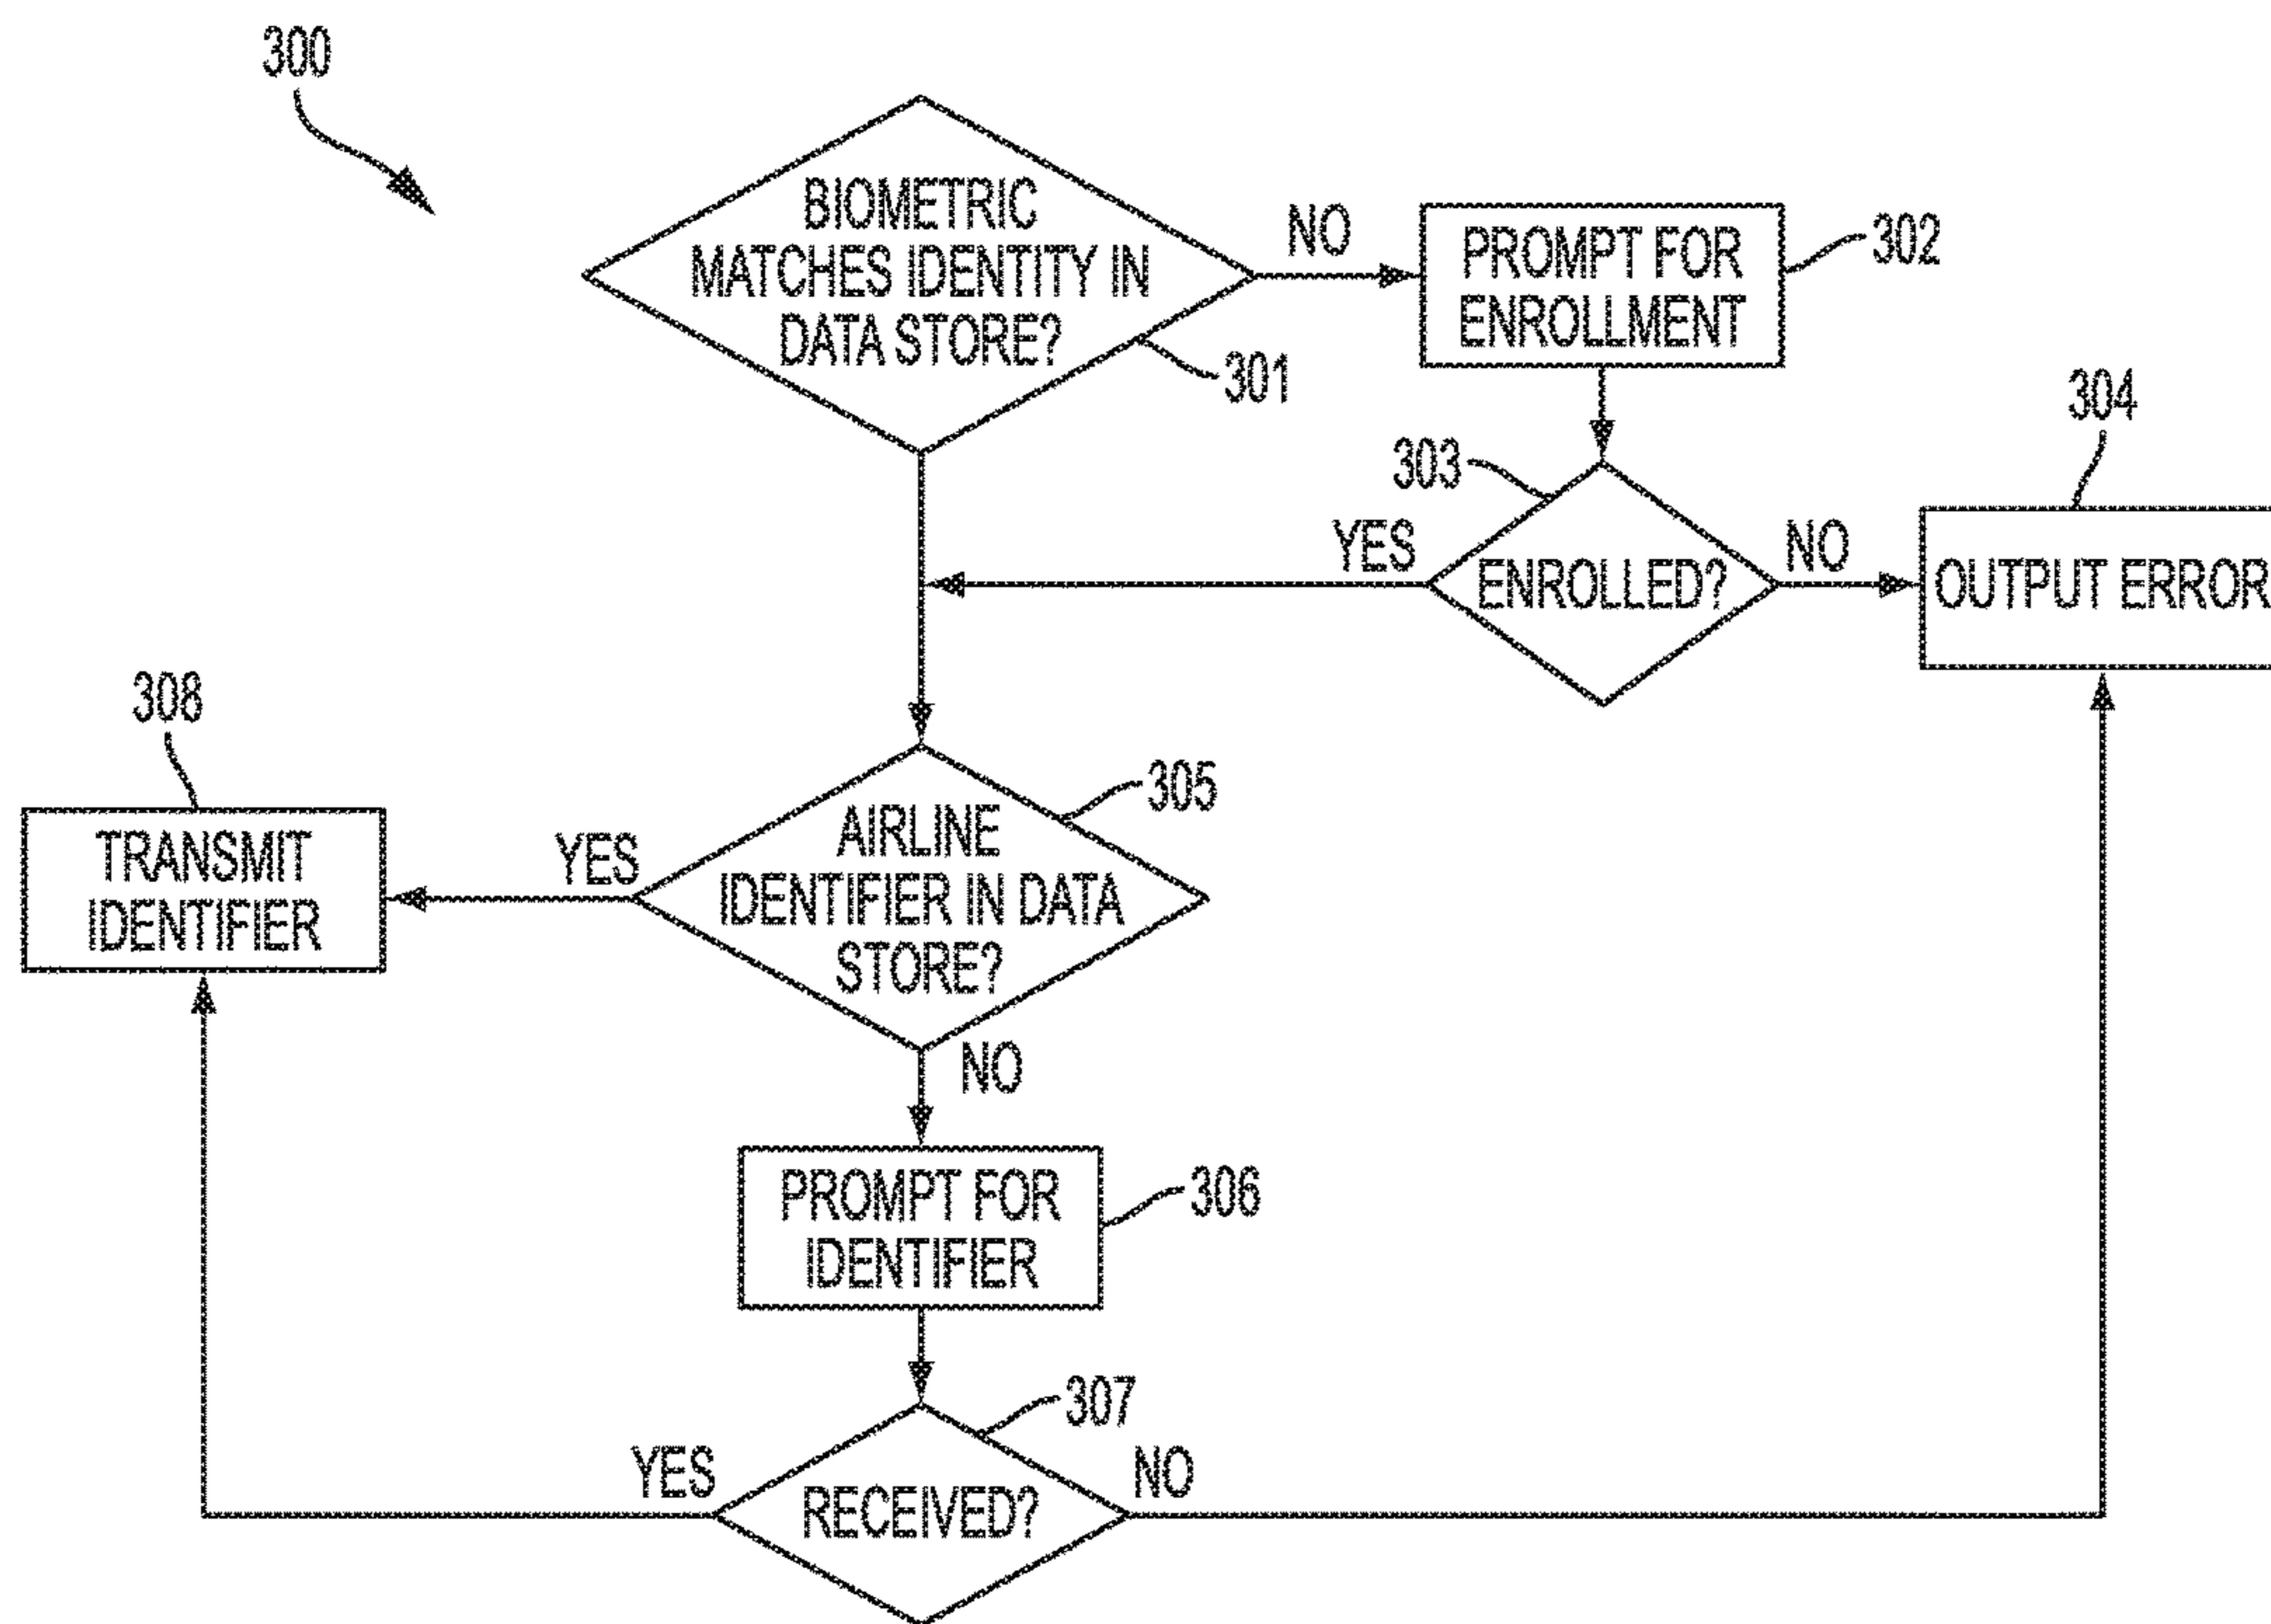 300
BIOMETRIC
MATCHES IDENTITY IN
DATA STORE?
301
NO
PROMPT FOR
ENROLLMENT
302
303
ENROLLED?
YES
NO
304
OUTPUT ERROR
305
AIRLINE
IDENTIFIER IN DATA
STORE?
YES
308
TRANSMIT
IDENTIFIER
NO
PROMPT FOR
IDENTIFIER
306
307
RECEIVED?
YES
NO